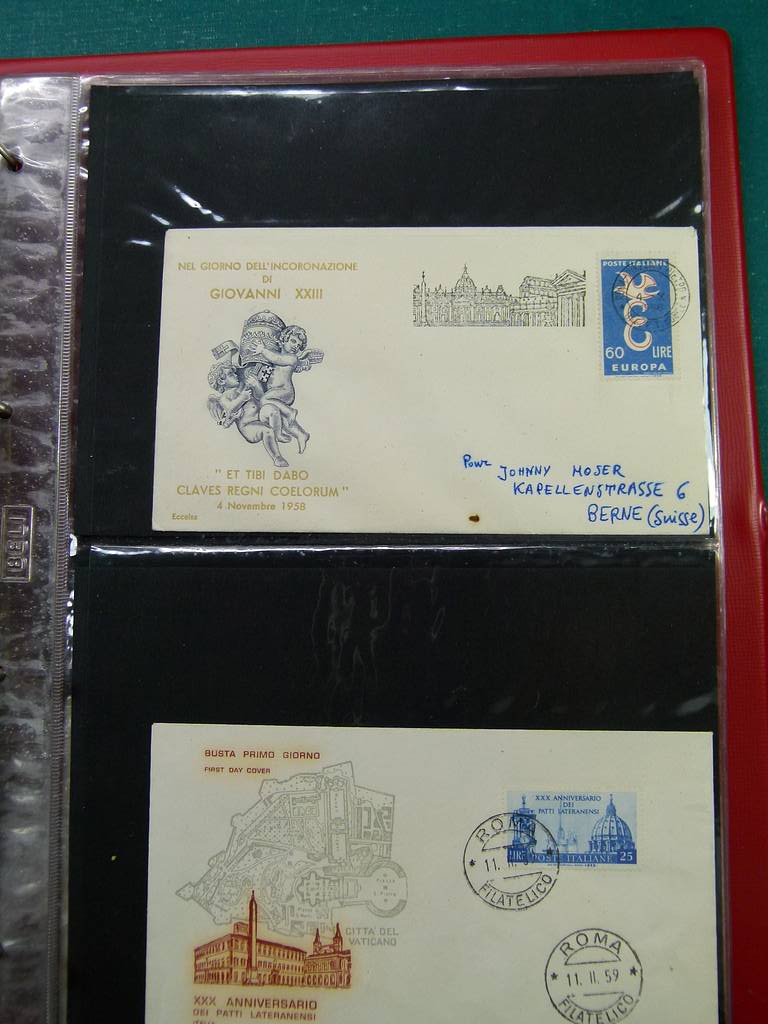 NEL GIORNO DELL'INCORONAZIONE
DI
GIOVANNI XXIII
" ET TIBI DABO
CLAVES REGNI COELORUM "
4 Novembre 1958
POSTE ITALIANE
60 LIRE
EUROPA
Pour JOHNNY MOSER
KAPELLENSTRASSE 6
BERNE (Suisse)
BUSTA PRIMO GIORNO
FIRST DAY COVER
CITTÀ DEL
VATICANO
XXX ANNIVERSARIO
DEI PATTI LATERANENSI
XXX ANNIVERSARIO
DEI
PATTI LATERANENSI
LIRE POSTE ITALIANE 25
ROMA
11. II. 5
FILATELICO
ROMA
11. II. 59
FILATELICO